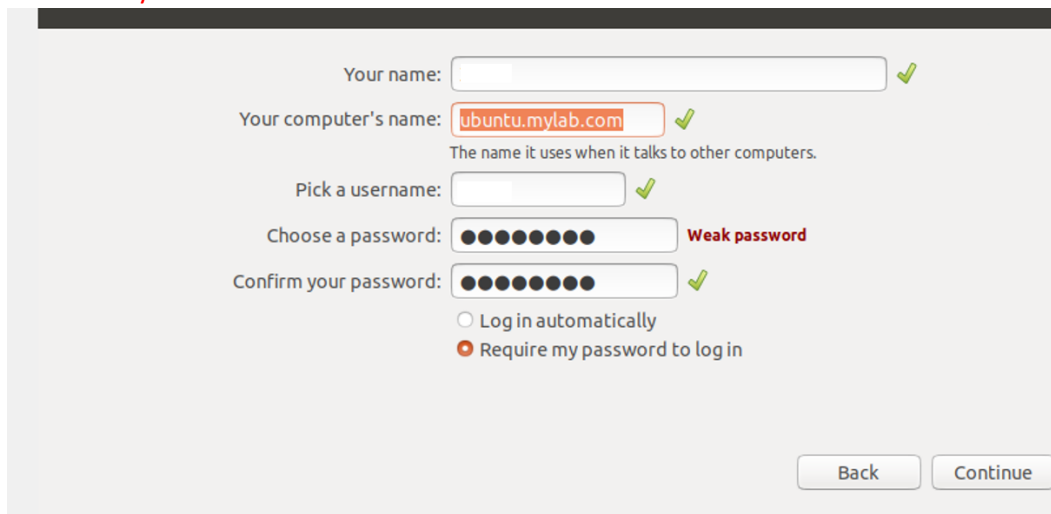 Your name:
Your computer's name: ubuntu.mylab.com
The name it uses when it talks to other computers.
Pick a username:
Choose a password: ●●●●●●●● Weak password
Confirm your password: ●●●●●●●●
Log in automatically
Require my password to log in
Back Continue